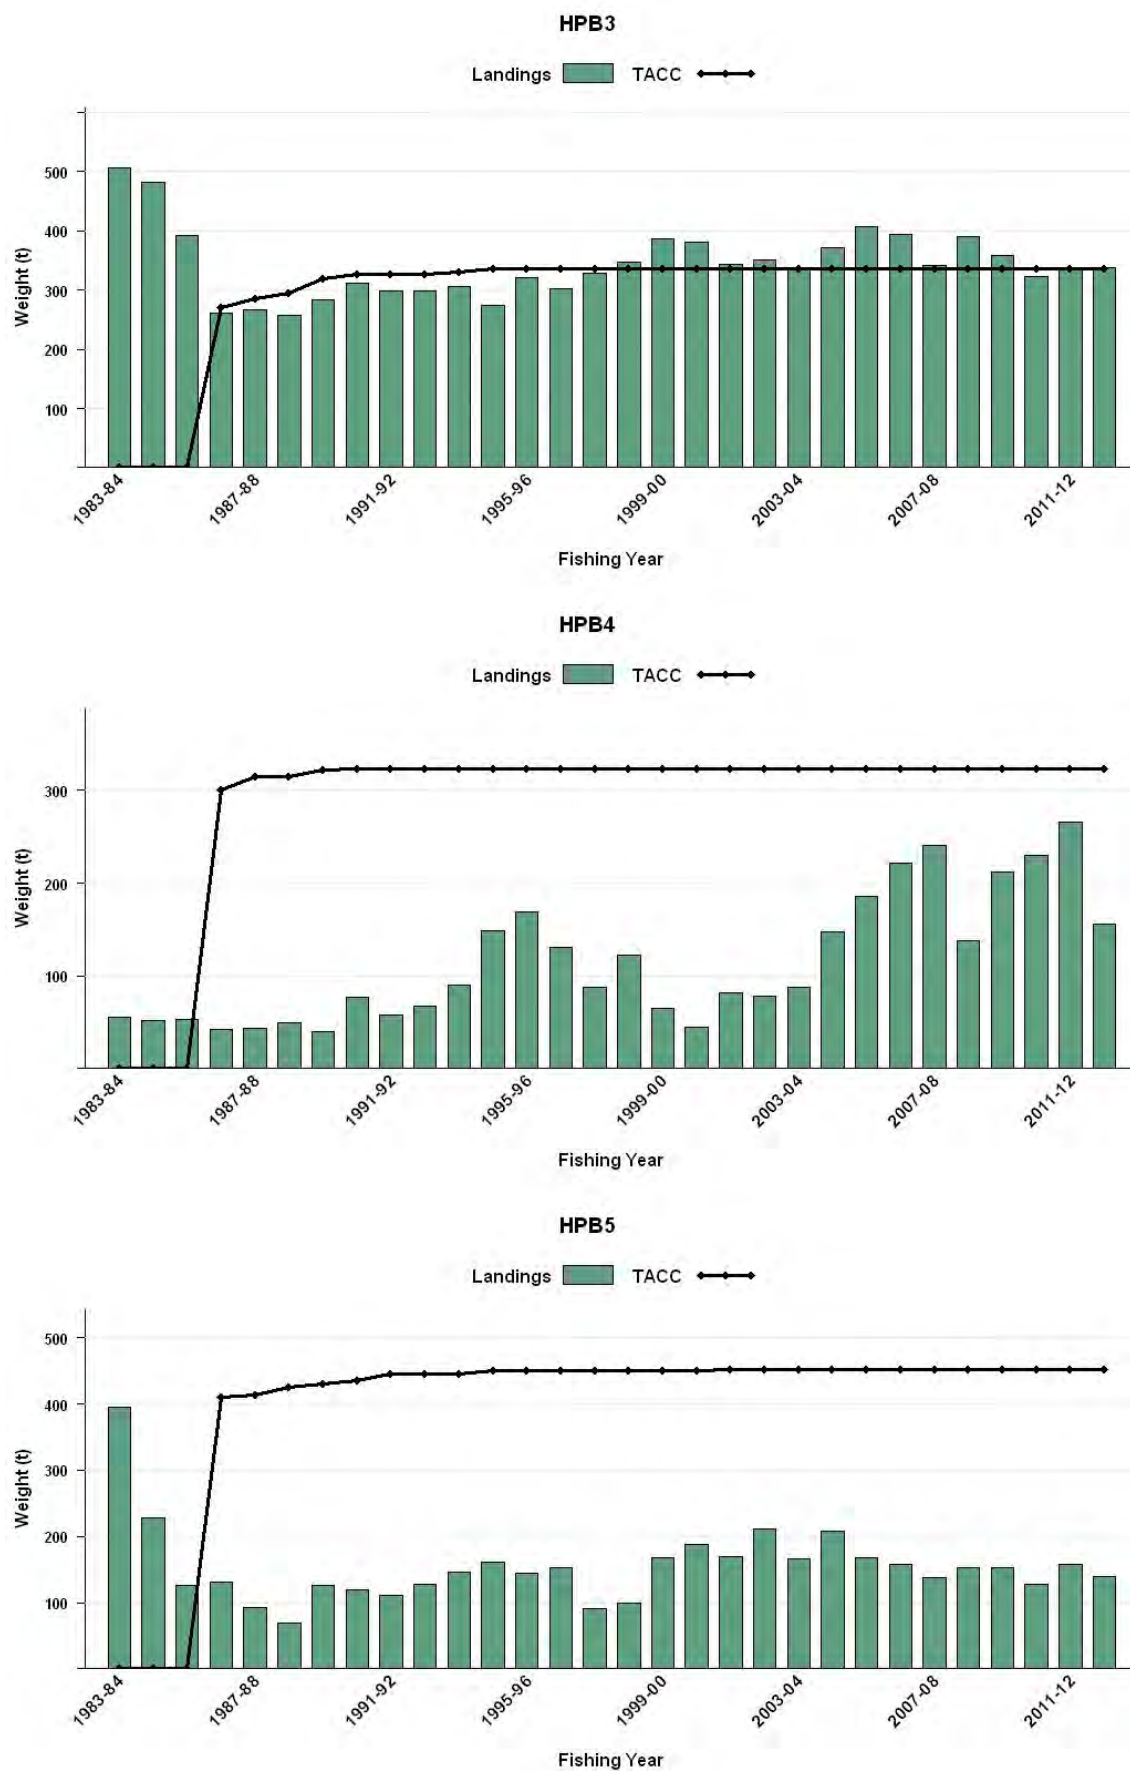 HPB3
Landings TACC
500
400
300
200
100
Weight (t)
1983-84 1987-88 1991-92 1995-96 1999-00 2003-04 2007-08 2011-12
Fishing Year
HPB4
Landings TACC
300
200
100
Weight (t)
1983-84 1987-88 1991-92 1995-96 1999-00 2003-04 2007-08 2011-12
Fishing Year
HPB5
Landings TACC
500
400
300
200
100
Weight (t)
1983-84 1987-88 1991-92 1995-96 1999-00 2003-04 2007-08 2011-12
Fishing Year